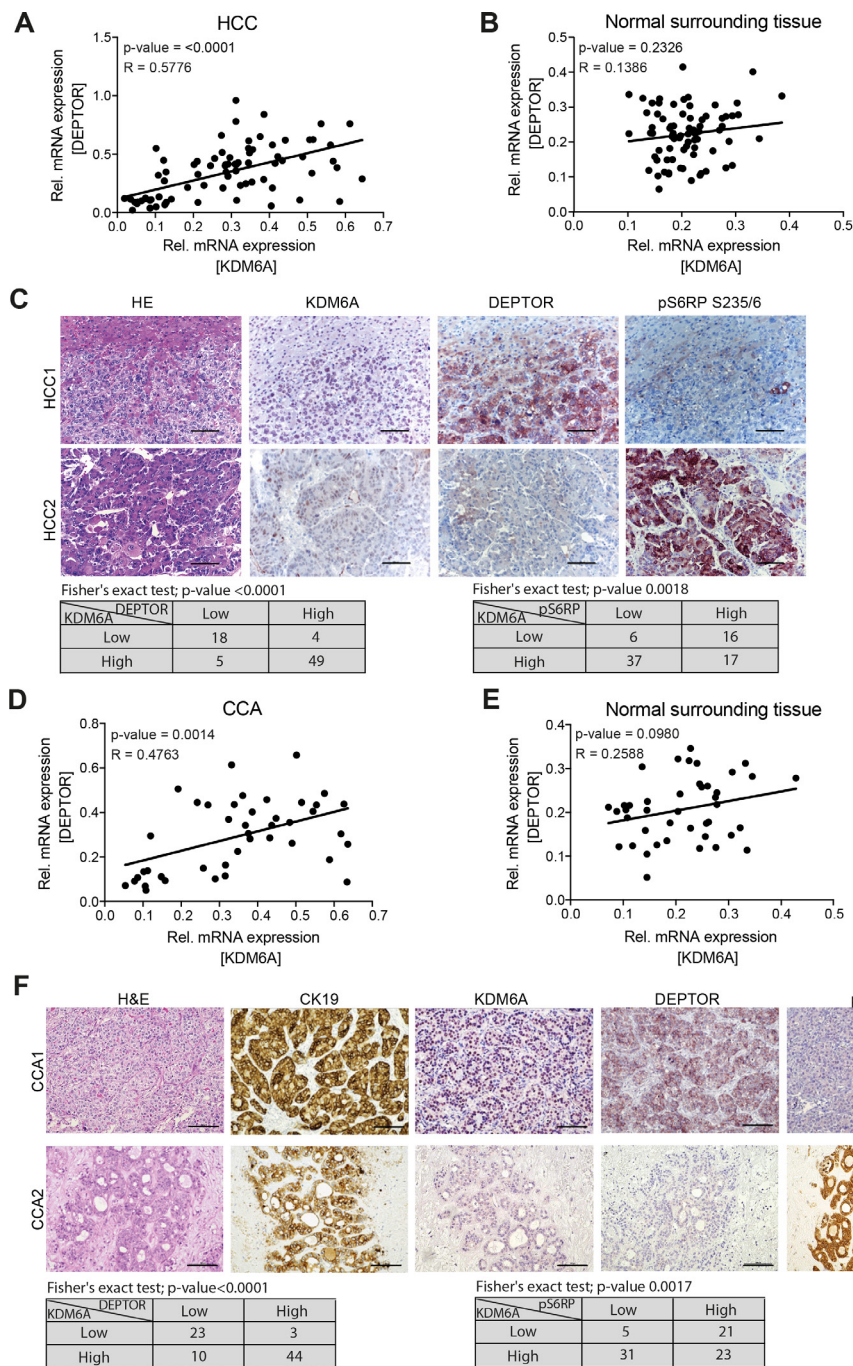 A
HCC
p-value = <0.0001
R = 0.5776
Rel. mRNA expression
[DEPTOR]
1.5
1.0
0.5
0.0
0.0 0.1 0.2 0.3 0.4 0.5 0.6 0.7
Rel. mRNA expression
[KDM6A]
B
Normal surrounding tissue
p-value = 0.2326
R = 0.1386
Rel. mRNA expression
[DEPTOR]
0.5
0.4
0.3
0.2
0.1
0.0
0.0 0.1 0.2 0.3 0.4 0.5
Rel. mRNA expression
[KDM6A]
C
HE KDM6A DEPTOR pS6RP S235/6
HCC1
HCC2
Fisher's exact test; p-value <0.0001
DEPTOR
KDM6A
Low High
Low 18 4
High 5 49
Fisher's exact test; p-value 0.0018
pS6RP
KDM6A
Low High
Low 6 16
High 37 17
D
CCA
p-value = 0.0014
R = 0.4763
Rel. mRNA expression
[DEPTOR]
0.8
0.6
0.4
0.2
0.0
0.0 0.1 0.2 0.3 0.4 0.5 0.6 0.7
Rel. mRNA expression
[KDM6A]
E
Normal surrounding tissue
p-value = 0.0980
R = 0.2588
Rel. mRNA expression
[DEPTOR]
0.4
0.3
0.2
0.1
0.0
0.0 0.1 0.2 0.3 0.4 0.5
Rel. mRNA expression
[KDM6A]
F
H&E CK19 KDM6A DEPTOR
CCA1
CCA2
Fisher's exact test; p-value<0.0001
DEPTOR
KDM6A
Low High
Low 23 3
High 10 44
Fisher's exact test; p-value 0.0017
pS6RP
KDM6A
Low High
Low 5 21
High 31 23